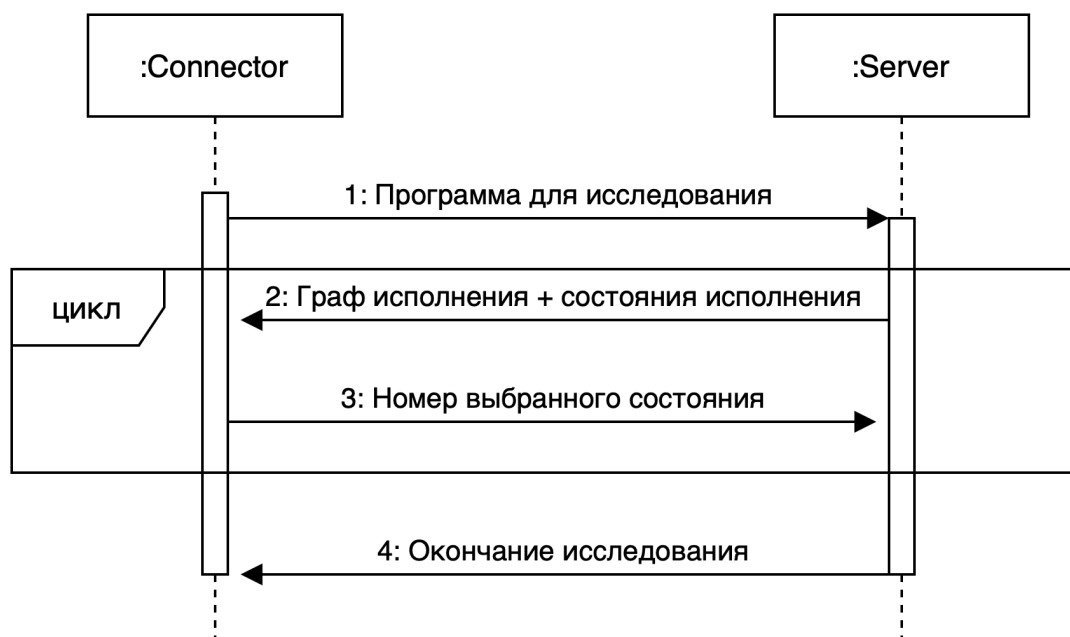 :Connector
:Server
1: Программа для исследования
цикл
2: Граф исполнения + состояния исполнения
3: Номер выбранного состояния
4: Окончание исследования